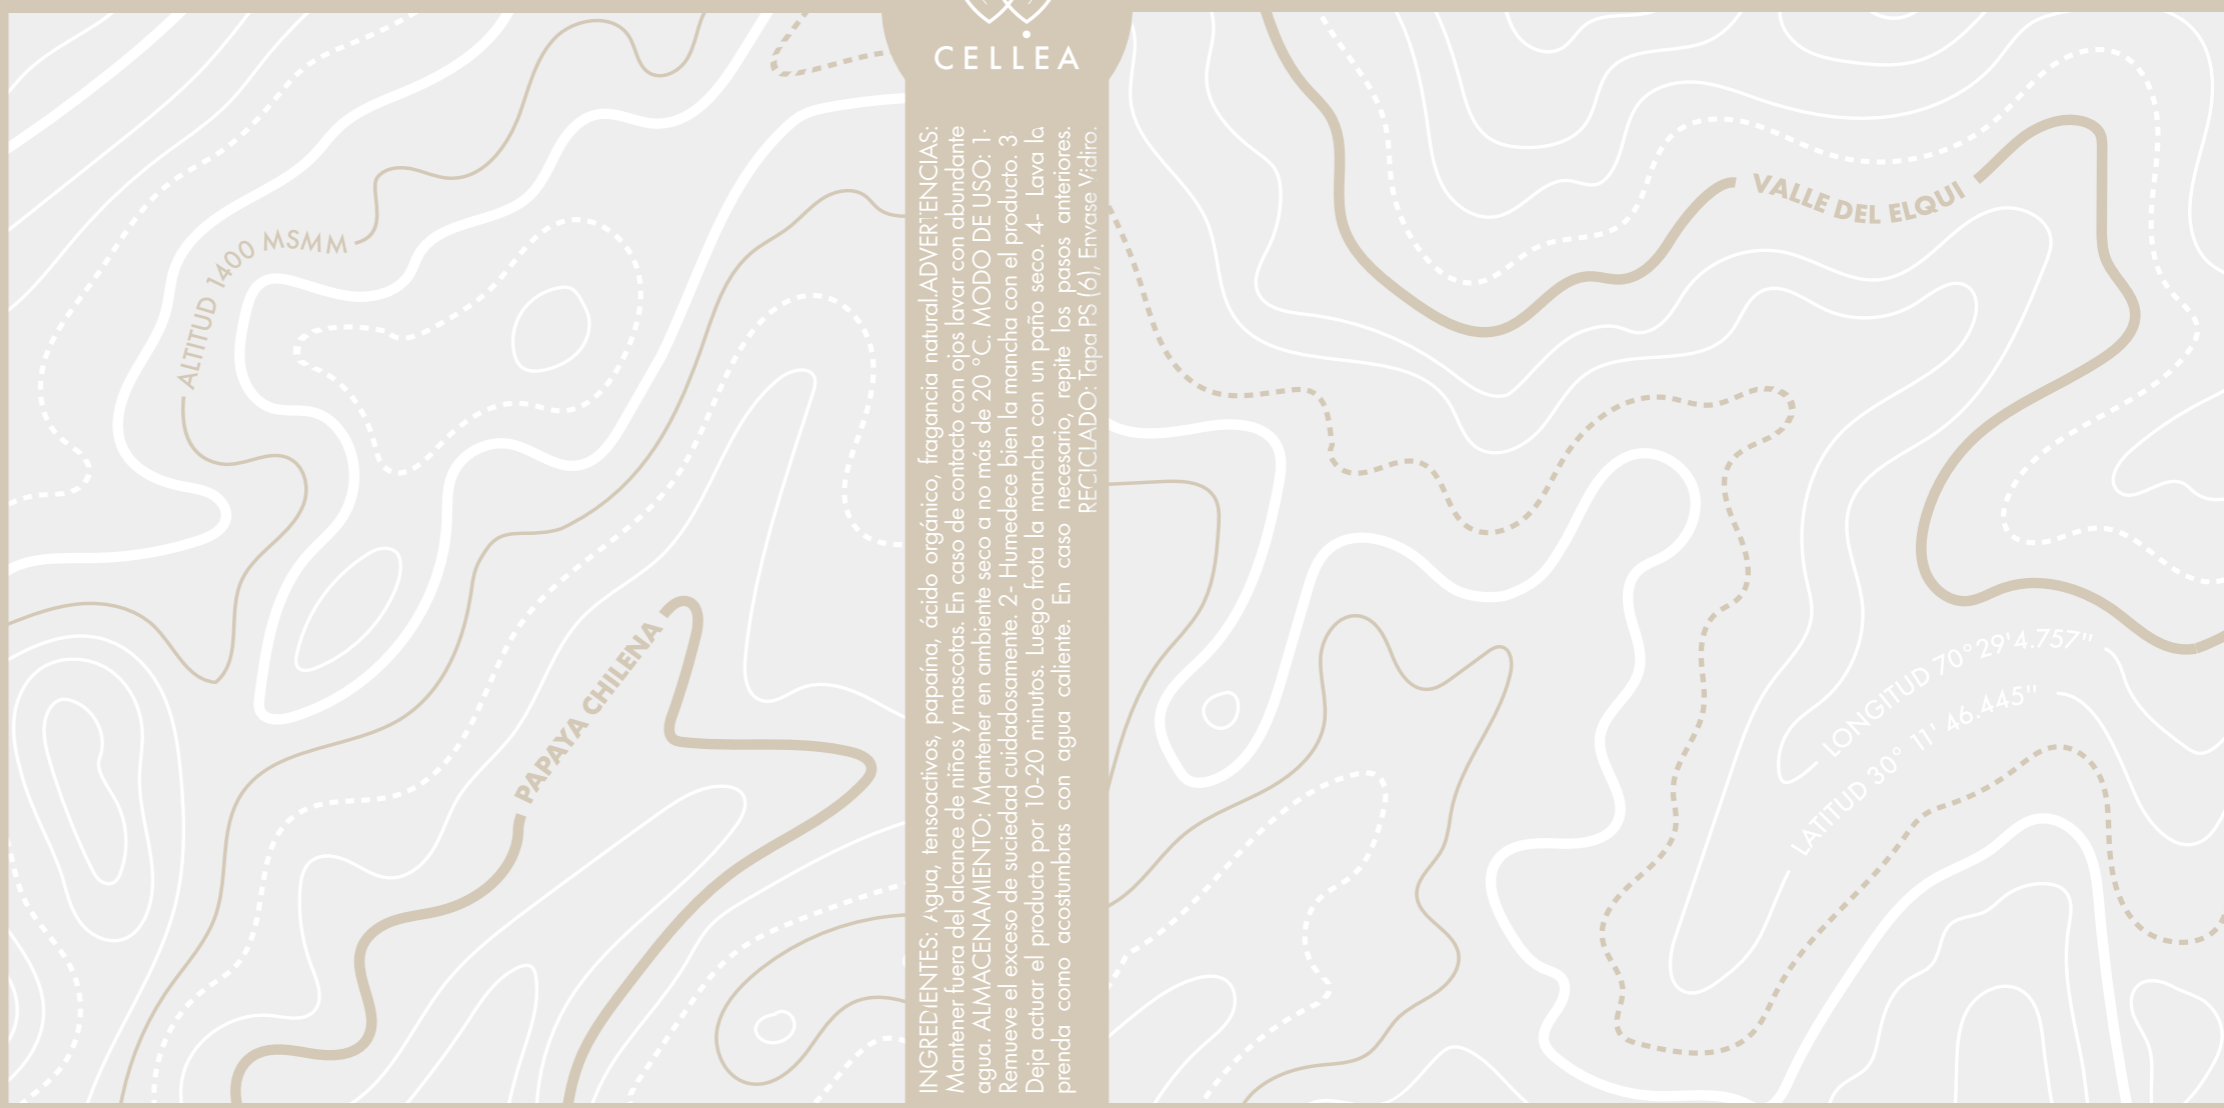 CELLEA
INGREDIENTES: Agua, tensoactivos, papaína, ácido orgánico, fragancia natural.ADVERTENCIAS:
Mantener fuera del alcance de niños y mascotas. En caso de contacto con ojos lavar con abundante
agua. ALMACENAMIENTO: Mantener en ambiente seco a no más de 20 °C. MODO DE USO: 1-
Remueve el exceso de suciedad cuidadosamente. 2- Humedece bien la mancha con el producto. 3
Deja actuar el producto por 10-20 minutos. Luego frota la mancha con un paño seco. 4- Lava la
prenda como acostumbras con agua caliente. En caso necesario, repite los pasos anteriores.
RECICLADO: Tapa PS (6), Envase Vidiro.
ALTITUD 1400 MSMM
PAPAYA CHILENA
VALLE DEL ELQUI
LONGITUD 70°29'4.757"
LATITUD 30° 11' 46.445"